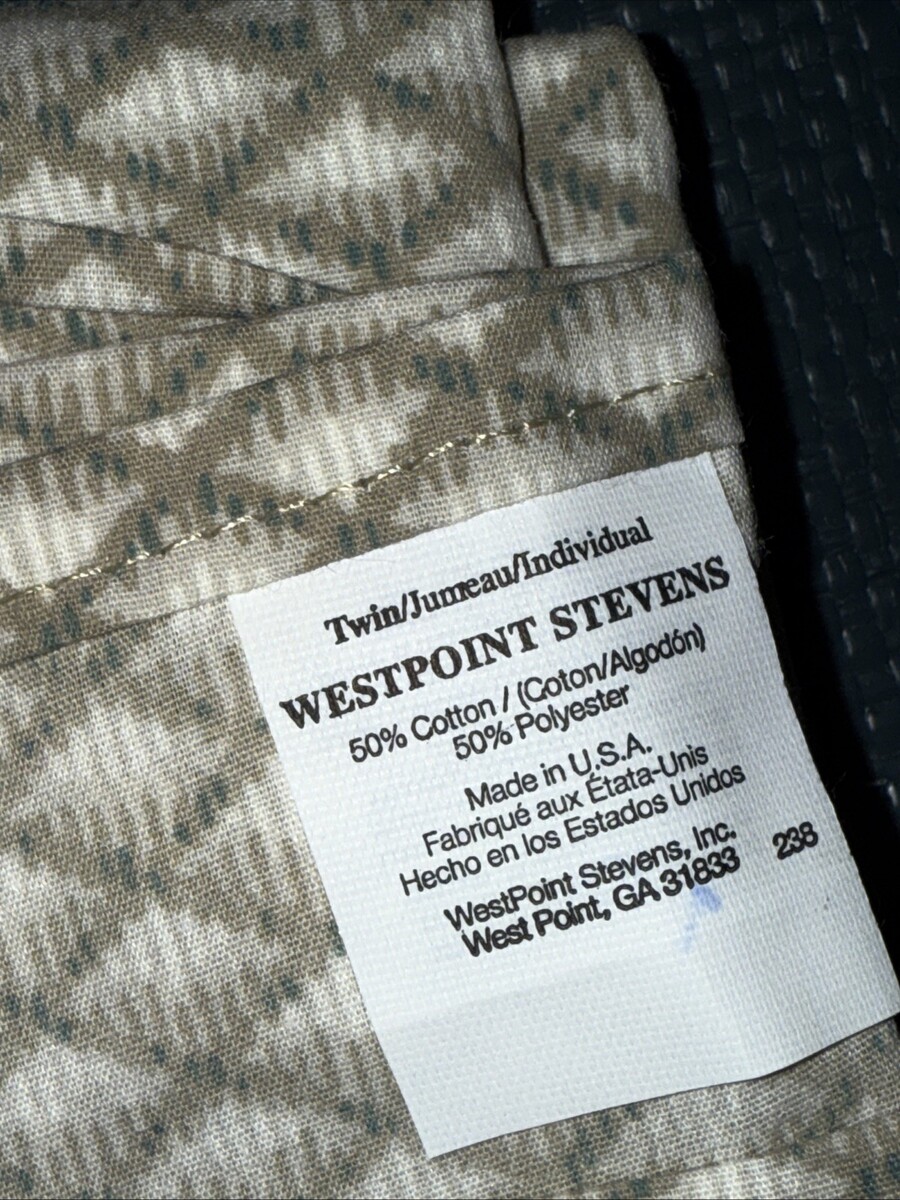 Twin/Jumeau/Individual
WESTPOINT STEVENS
50% Cotton / (Coton/Algodón)
50% Polyester
Made in U.S.A.
Fabriqué aux État­a-Unis
Hecho en los Estados Unidos
WestPoint Stevens, Inc.
West Point, GA 31833 238